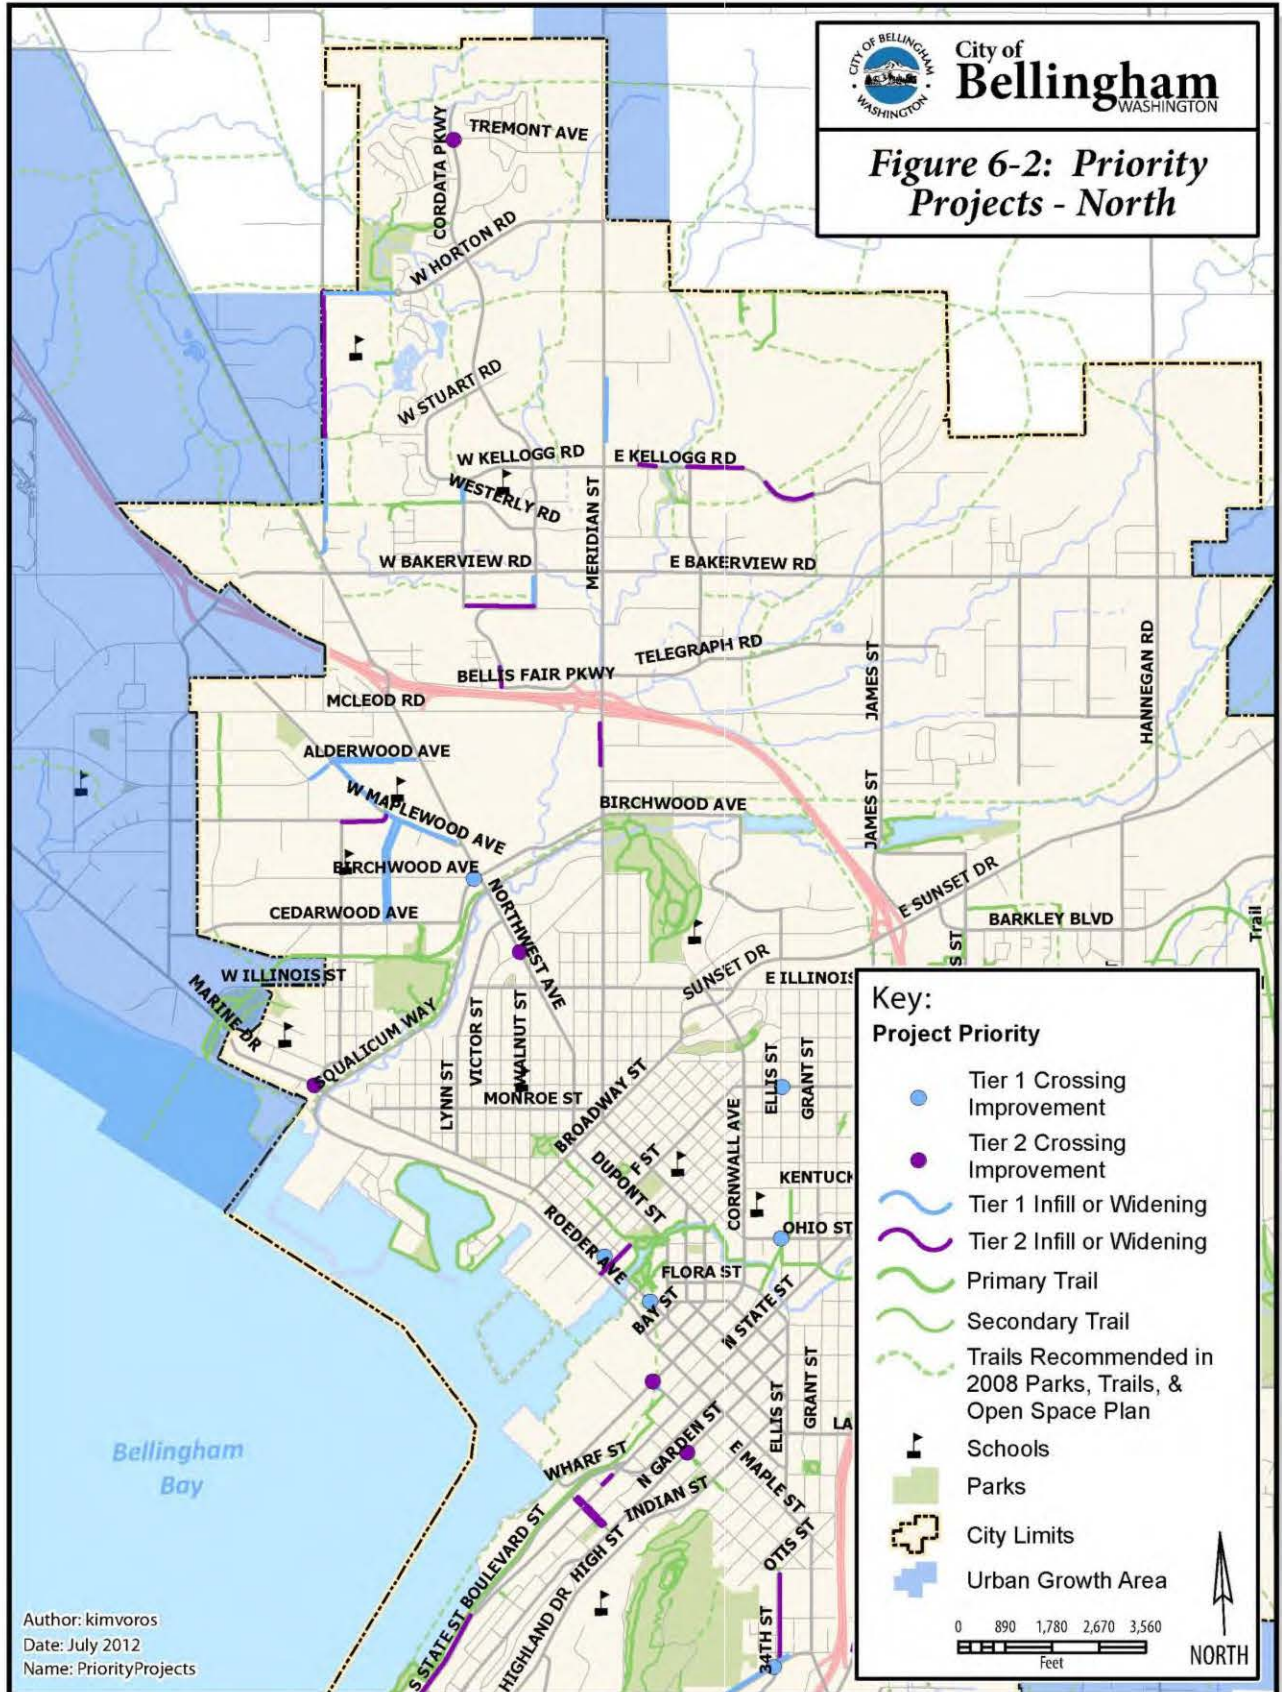 CITY OF BELLINGHAM
WASHINGTON
City of
Bellingham
WASHINGTON
Figure 6-2: Priority
Projects - North
TREMONT AVE
CORDATA PKWY
W HORTON RD
W STUART RD
W KELLOGG RD
E KELLOGG RD
WESTERLY RD
MERIDIAN ST
W BAKERVIEW RD
E BAKERVIEW RD
TELEGRAPH RD
JAMES ST
HANNEGAN RD
BELLIS FAIR PKWY
MCLEOD RD
ALDERWOOD AVE
W MAPLEWOOD AVE
BIRCHWOOD AVE
JAMES ST
BIRCHWOOD AVE
E SUNSET DR
CEDARWOOD AVE
NORTHWEST AVE
BARKLEY BLVD
Trail
S ST
W ILLINOIS ST
SUNSET DR
E ILLINOIS
MARINE DR
SQUALICUM WAY
VICTOR ST
WALNUT ST
LYNN ST
MONROE ST
BROADWAY ST
ELLIS ST
GRANT ST
CORNWALL AVE
F ST
DUPONT ST
KENTUCK
ROEDER AVE
OHIO ST
FLORA ST
BAY ST
N STATE ST
GRANT ST
ELLIS ST
LA
N GARDEN ST
E MAPLE ST
WHARF ST
INDIAN ST
OTIS ST
HIGH ST
S STATE ST BOULEVARD ST
HIGHLAND DR
34TH ST
Bellingham
Bay
Key:
Project Priority
Tier 1 Crossing
Improvement
Tier 2 Crossing
Improvement
Tier 1 Infill or Widening
Tier 2 Infill or Widening
Primary Trail
Secondary Trail
Trails Recommended in
2008 Parks, Trails, &
Open Space Plan
Schools
Parks
City Limits
Urban Growth Area
0 890 1,780 2,670 3,560
Feet
NORTH
Author: kimvoros
Date: July 2012
Name: PriorityProjects